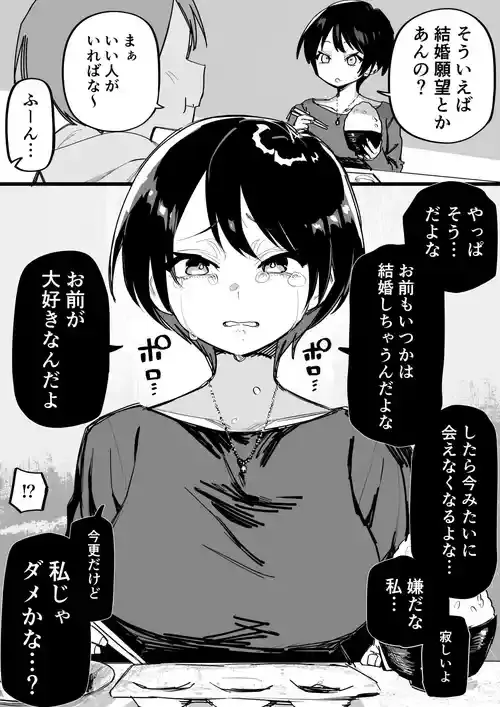 そういえば
結婚願望とか
あんの？
まぁ
いい人が
いればな～
ふーん…
やっぱ
そう…
だよな
お前もいつかは
結婚しちゃうんだよな
したら今みたいに
会えなくなるよな…
嫌だな
私…
寂しいよ
ポロ…
ポロ…
お前が
大好きなんだよ
!?
今更だけど
私じゃ
ダメかな…？